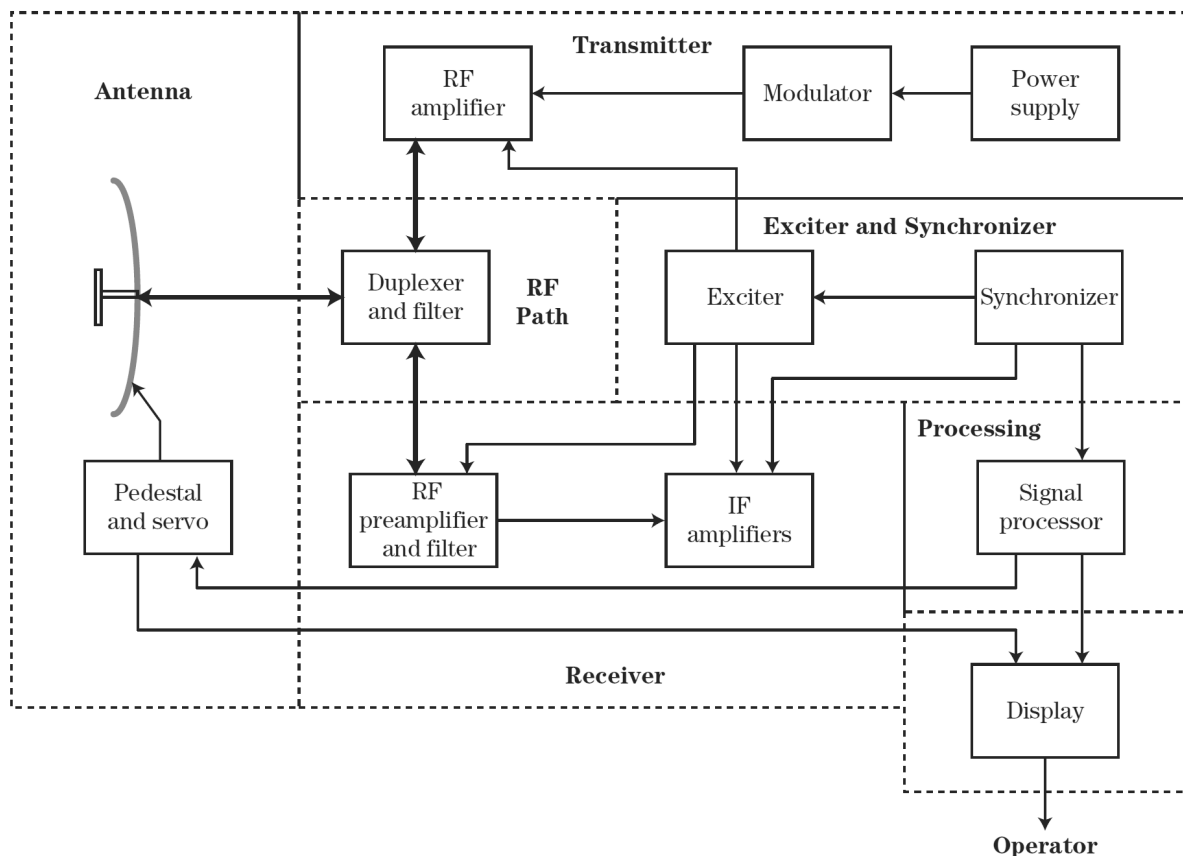 Transmitter
Antenna
RF
amplifier
Modulator
Power
supply
Exciter and Synchronizer
Duplexer
and filter
RF
Path
Exciter
Synchronizer
Processing
Pedestal
and servo
RF
preamplifier
and filter
IF
amplifiers
Signal
processor
Receiver
Display
Operator